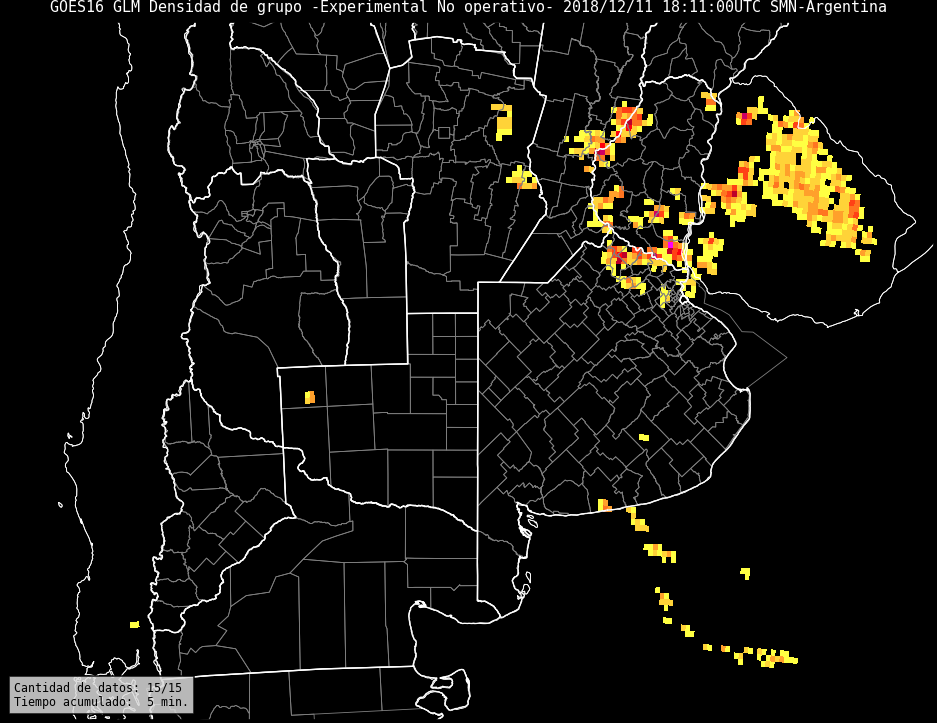 GOES16 GLM Densidad de grupo -Experimental No operativo- 2018/12/11 18:11:00UTC SMN-Argentina
Cantidad de datos: 15/15
Tiempo acumulado:  5 min.